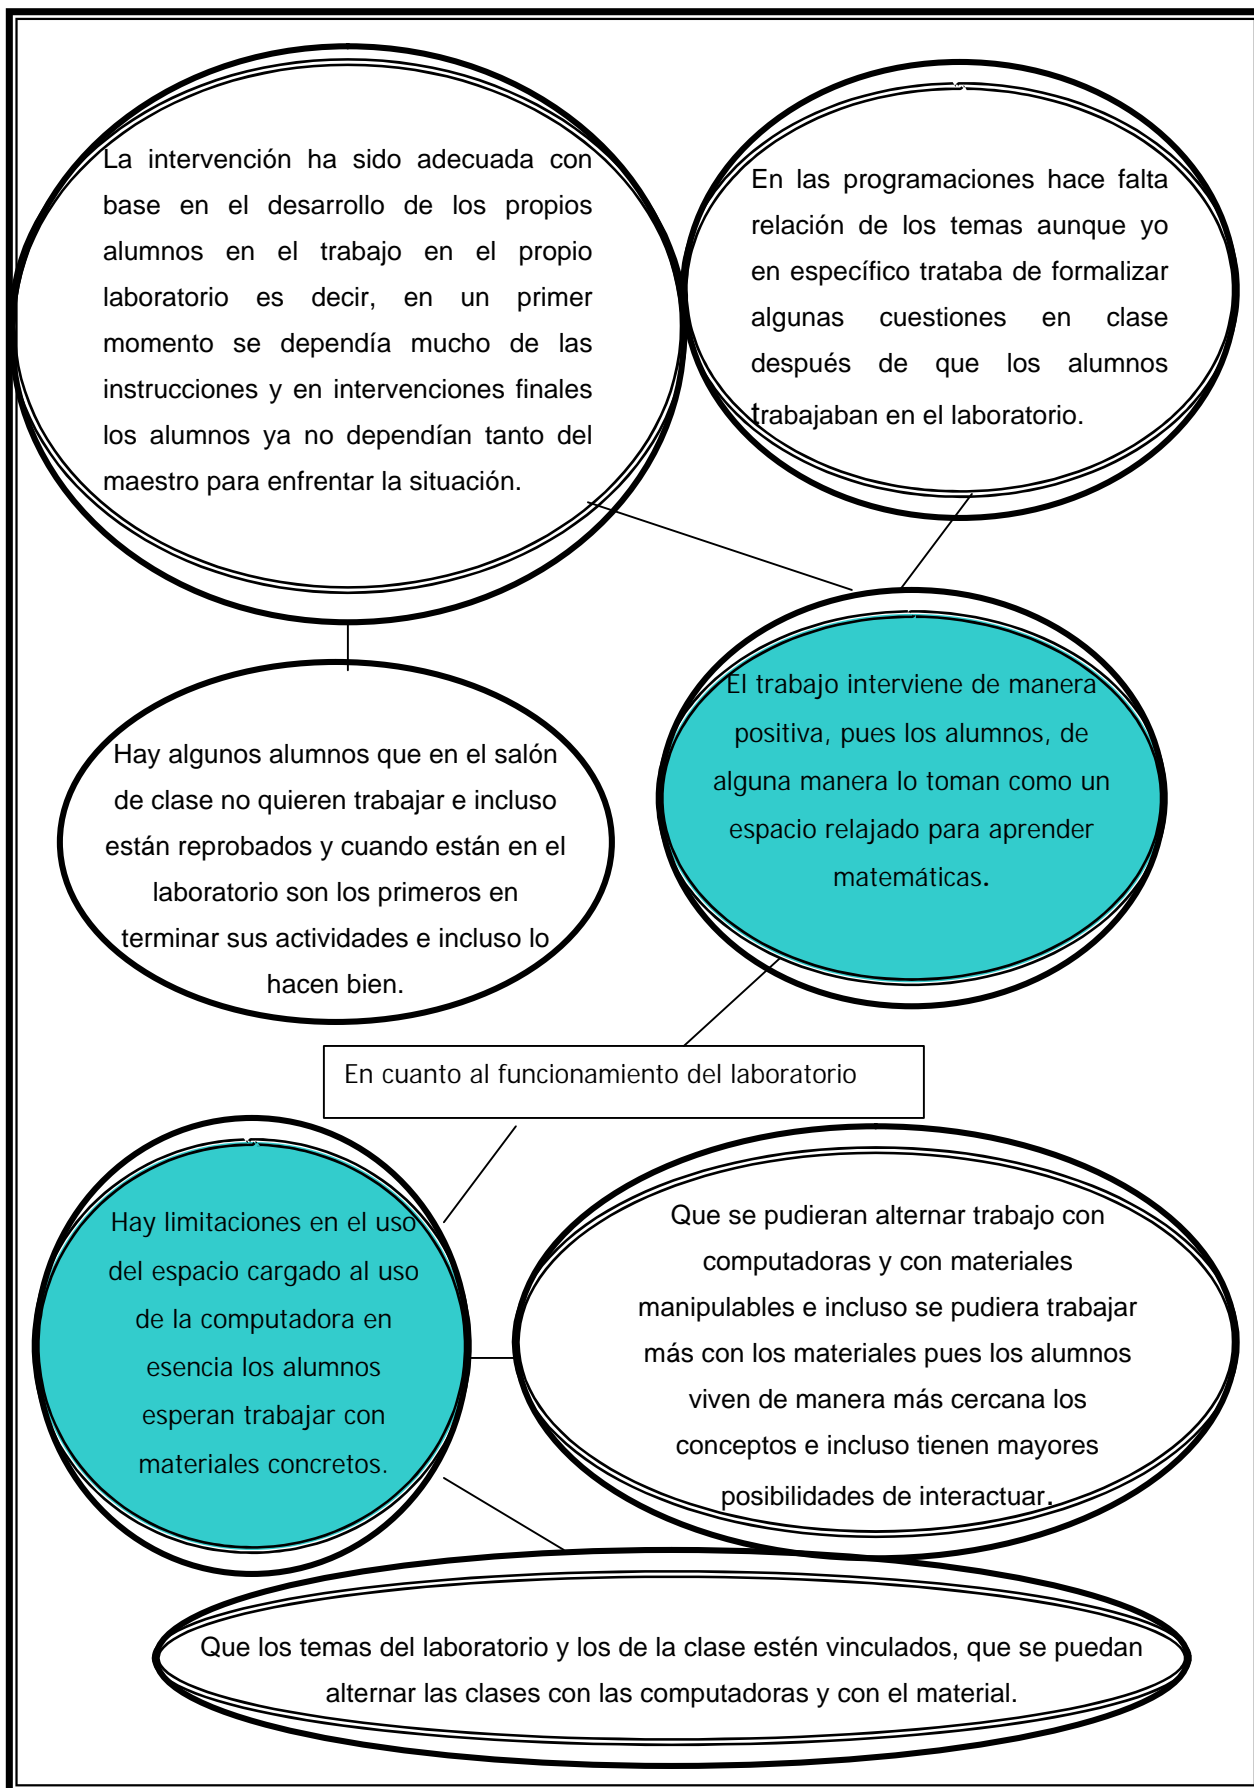 La intervención ha sido adecuada con
base en el desarrollo de los propios
alumnos en el trabajo en el propio
laboratorio es decir, en un primer
momento se dependía mucho de las
instrucciones y en intervenciones finales
los alumnos ya no dependían tanto del
maestro para enfrentar la situación.
En las programaciones hace falta
relación de los temas aunque yo
en específico trataba de formalizar
algunas cuestiones en clase
después de que los alumnos
trabajaban en el laboratorio.
Hay algunos alumnos que en el salón
de clase no quieren trabajar e incluso
están reprobados y cuando están en el
laboratorio son los primeros en
terminar sus actividades e incluso lo
hacen bien.
El trabajo interviene de manera
positiva, pues los alumnos, de
alguna manera lo toman como un
espacio relajado para aprender
matemáticas.
En cuanto al funcionamiento del laboratorio
Hay limitaciones en el uso
del espacio cargado al uso
de la computadora en
esencia los alumnos
esperan trabajar con
materiales concretos.
Que se pudieran alternar trabajo con
computadoras y con materiales
manipulables e incluso se pudiera trabajar
más con los materiales pues los alumnos
viven de manera más cercana los
conceptos e incluso tienen mayores
posibilidades de interactuar.
Que los temas del laboratorio y los de la clase estén vinculados, que se puedan
alternar las clases con las computadoras y con el material.